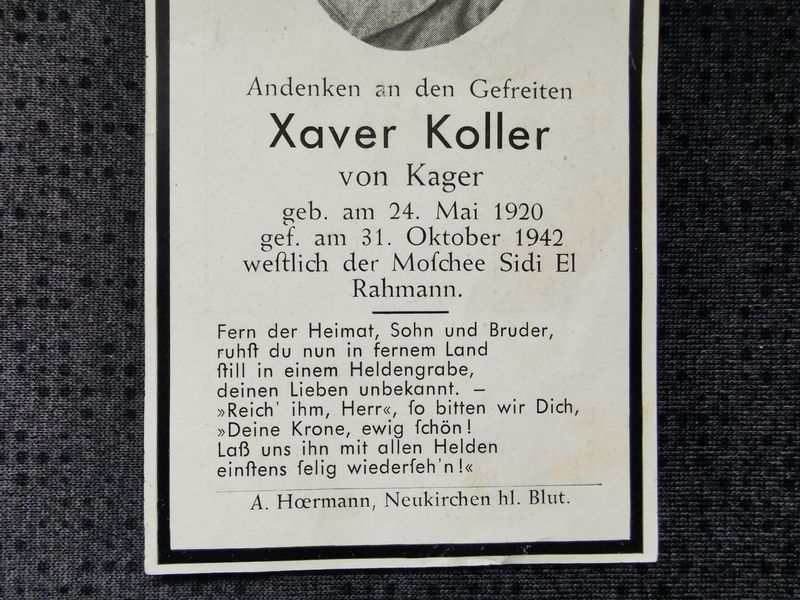 Andenken an den Gefreiten
Xaver Koller
von Kager
geb. am 24. Mai 1920
gef. am 31. Oktober 1942
weſtlich der Moſchee Sidi El
Rahmann.
Fern der Heimat, Sohn und Bruder,
ruhſt du nun in fernem Land
ſtill in einem Heldengrabe,
deinen Lieben unbekannt. –
»Reich' ihm, Herr«, ſo bitten wir Dich,
»Deine Krone, ewig ſchön!
Laß uns ihn mit allen Helden
einſtens ſelig wiederſeh'n!«
A. Hœrmann, Neukirchen hl. Blut.